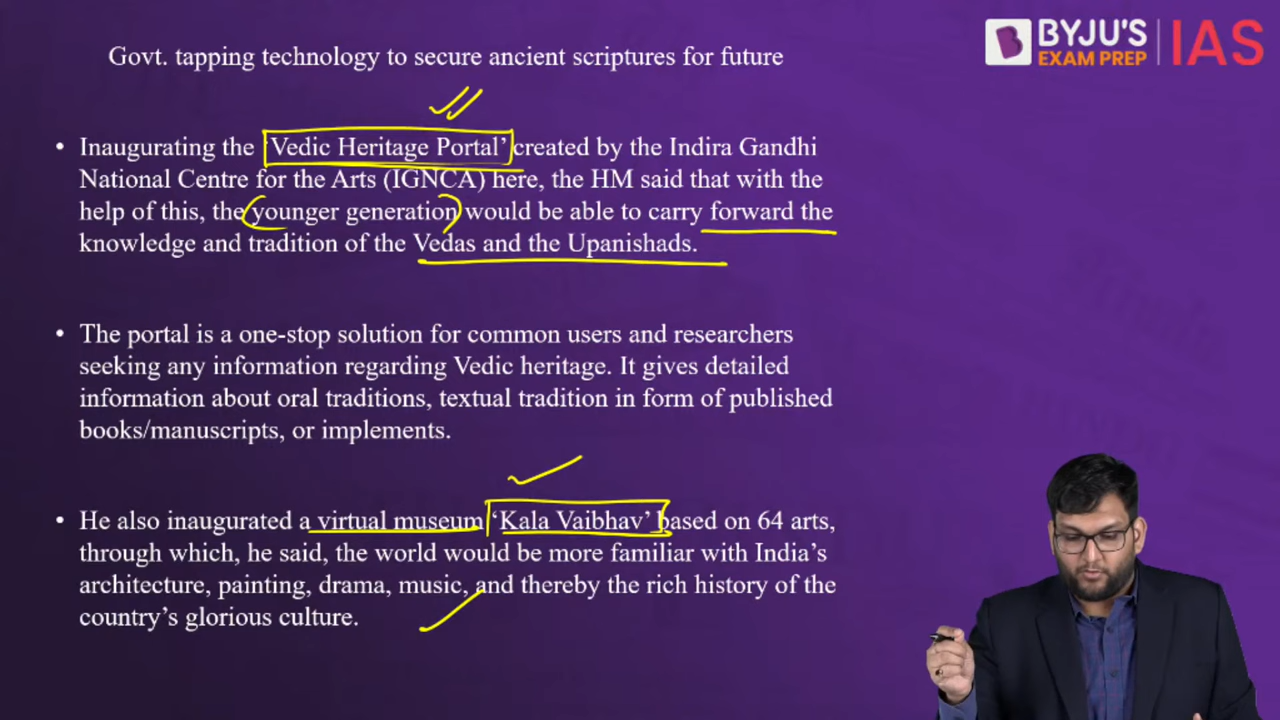 Govt. tapping technology to secure ancient scriptures for future
BYJU'S
EXAM PREP
IAS
• Inaugurating the 'Vedic Heritage Portal' created by the Indira Gandhi
National Centre for the Arts (IGNCA) here, the HM said that with the
help of this, the younger generation would be able to carry forward the
knowledge and tradition of the Vedas and the Upanishads.
• The portal is a one-stop solution for common users and researchers
seeking any information regarding Vedic heritage. It gives detailed
information about oral traditions, textual tradition in form of published
books/manuscripts, or implements.
• He also inaugurated a virtual museum 'Kala Vaibhav' based on 64 arts,
through which, he said, the world would be more familiar with India's
architecture, painting, drama, music, and thereby the rich history of the
country's glorious culture.